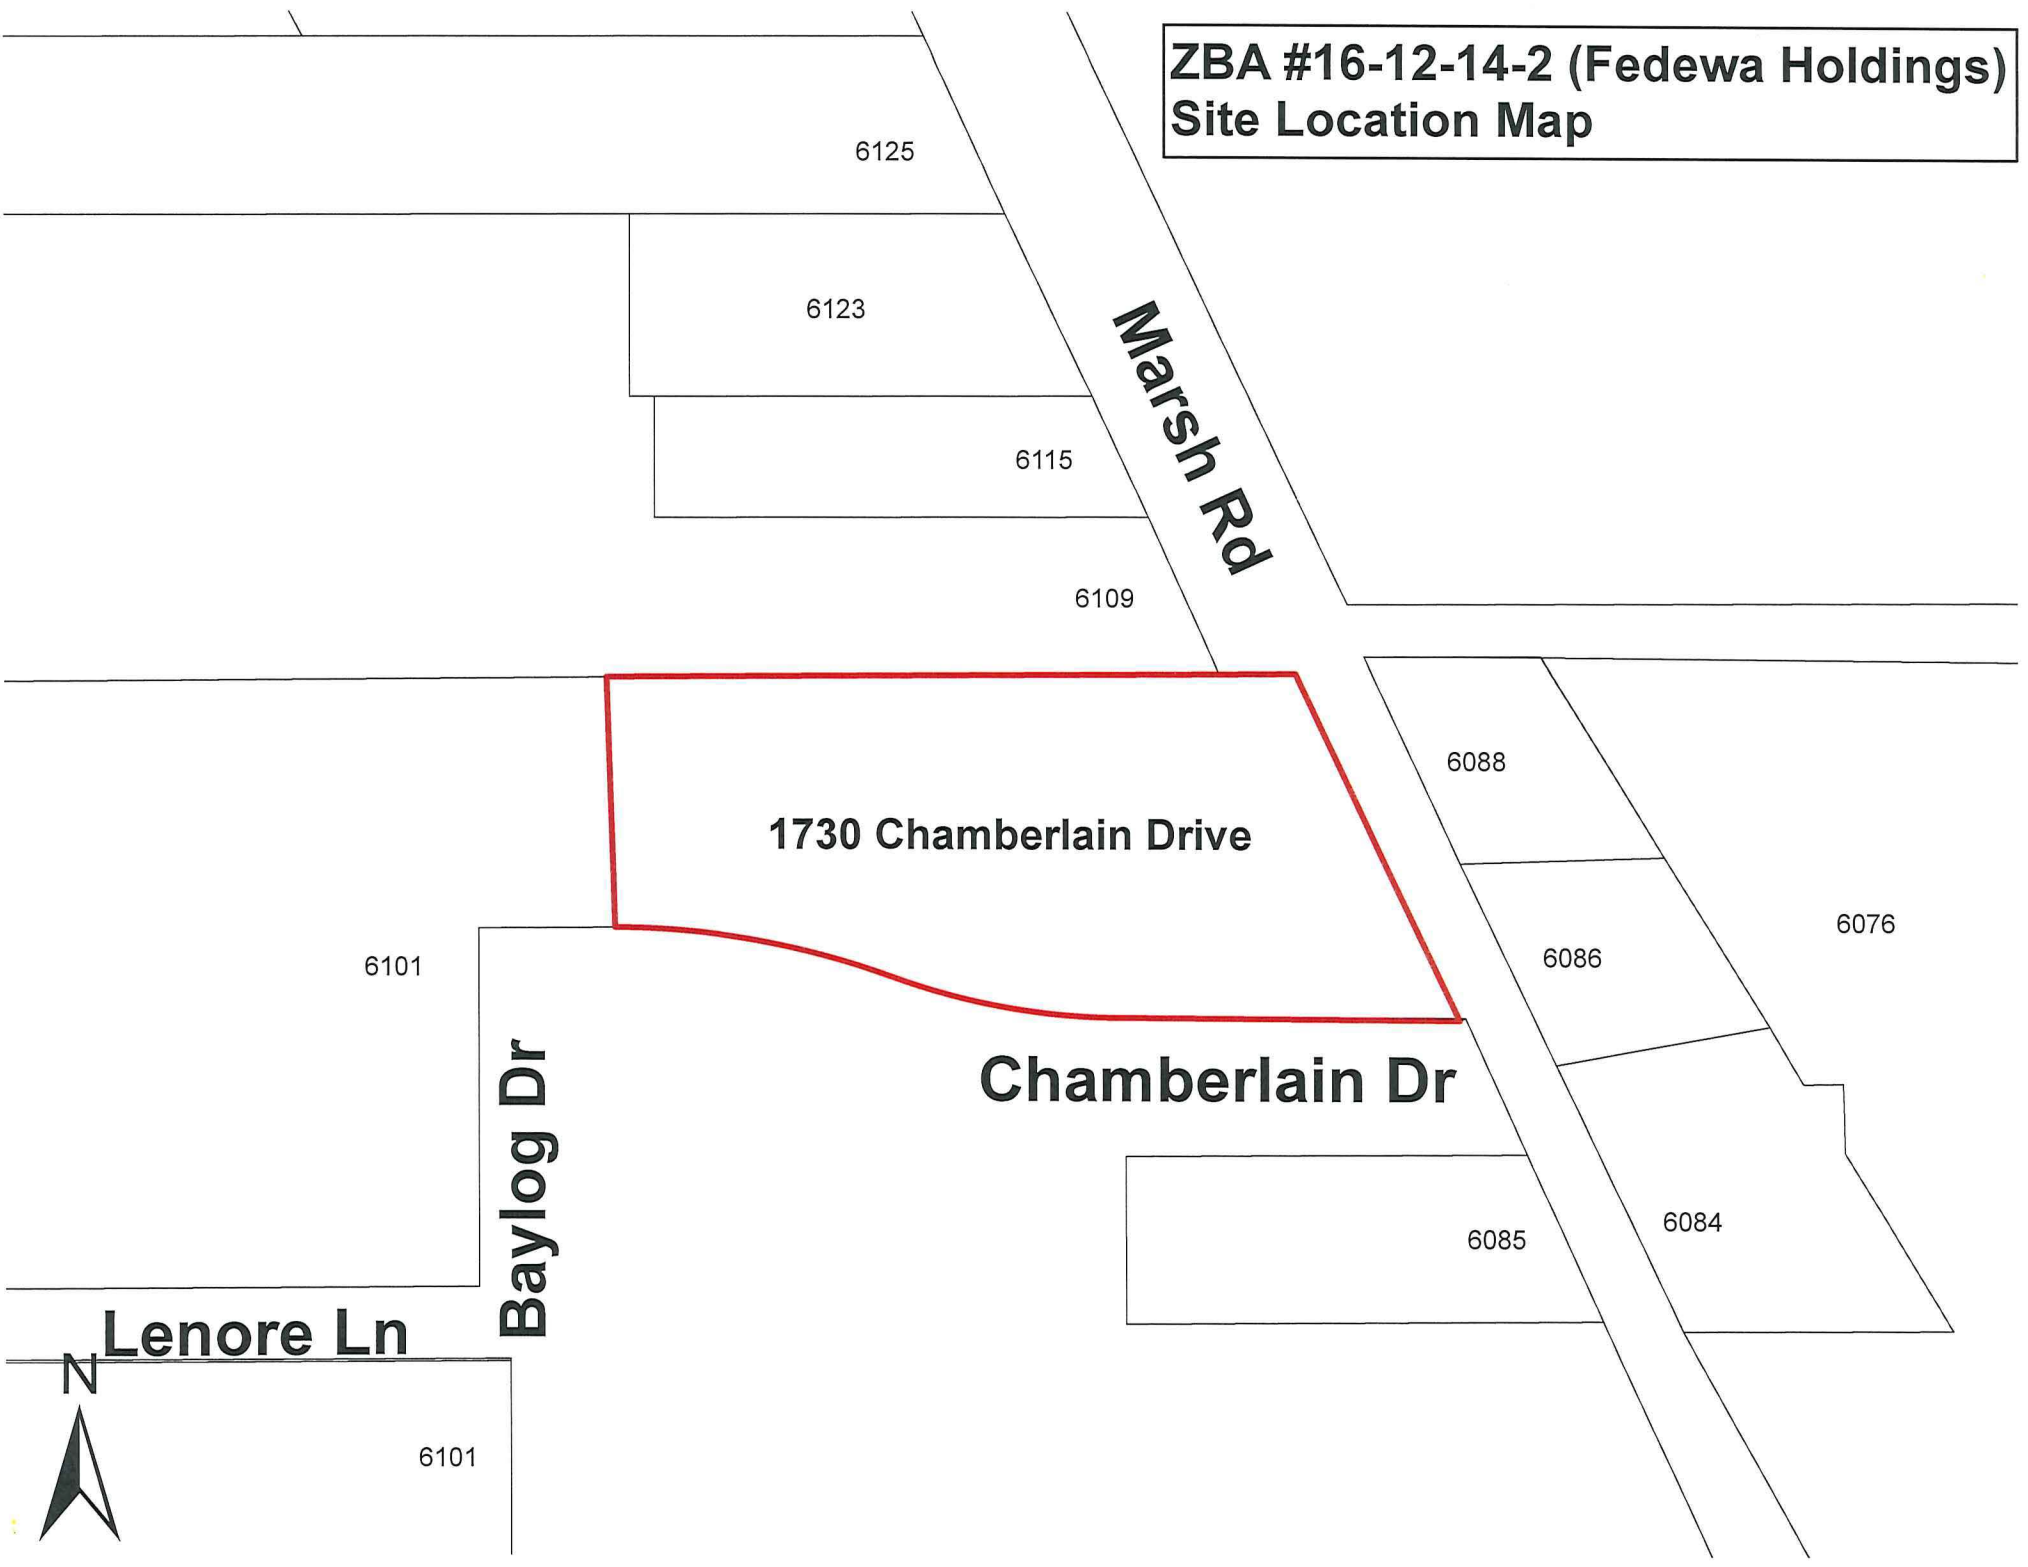 ZBA #16-12-14-2 (Fedewa Holdings)
Site Location Map
6125
6123
Marsh Rd
6115
6109
6088
1730 Chamberlain Drive
6076
6086
6101
Chamberlain Dr
Baylog Dr
6084
6085
Lenore Ln
N
6101